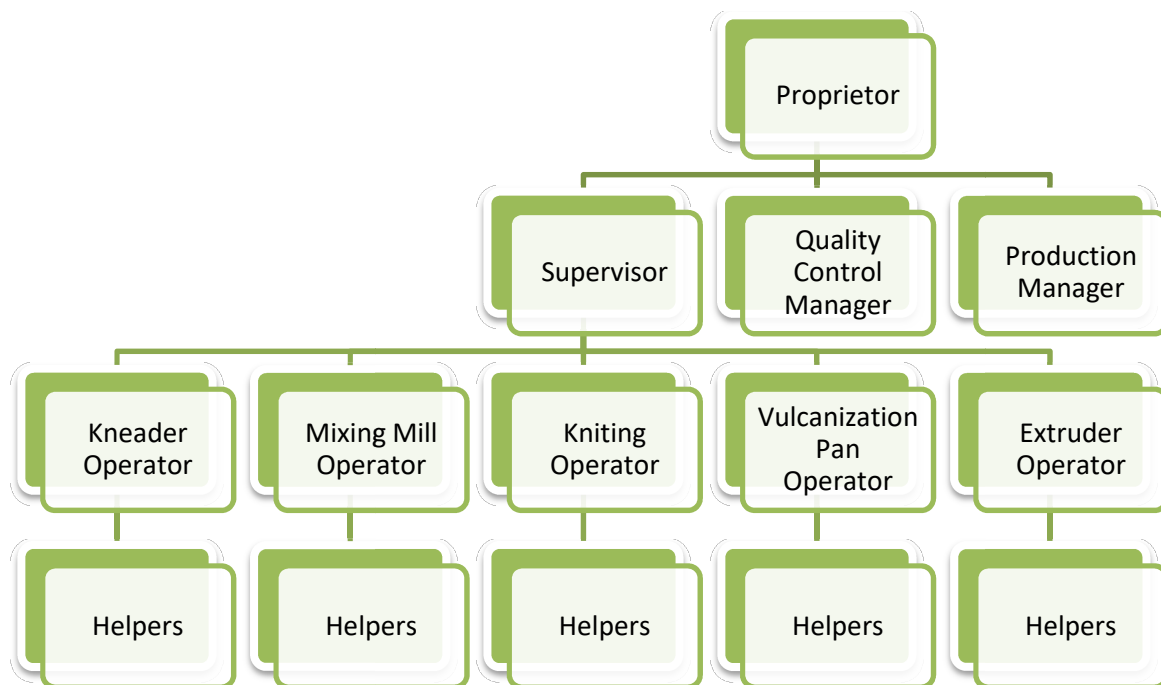 Proprietor
Supervisor
Quality
Control
Manager
Production
Manager
Kneader
Operator
Mixing Mill
Operator
Kniting
Operator
Vulcanization
Pan
Operator
Extruder
Operator
Helpers
Helpers
Helpers
Helpers
Helpers